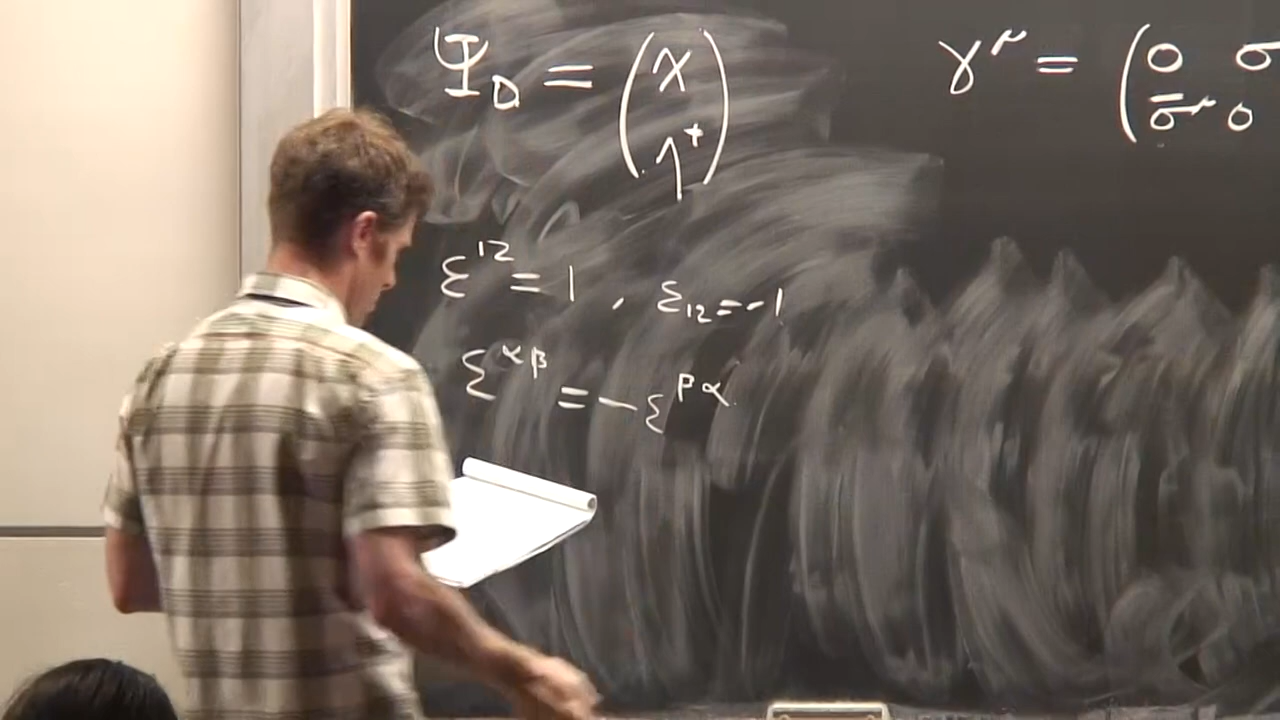 Ψ_D = ( χ
η† )
γ^μ = ( 0 σ
σ̄^μ 0
ε^12 = 1 , ε_12 = -1
ε^αβ = - ε^βα